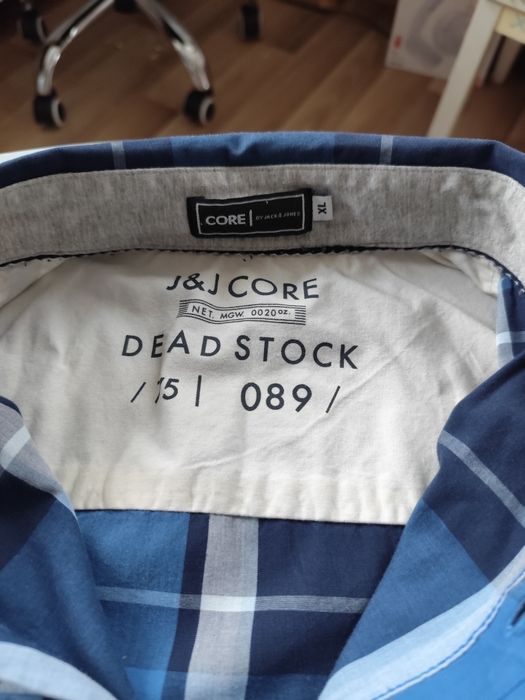 CORE | BY JACK & JONES
XL
J&J CORE
NET. MGW. 0020 oz.
DEAD STOCK
/ 15 | 089 /